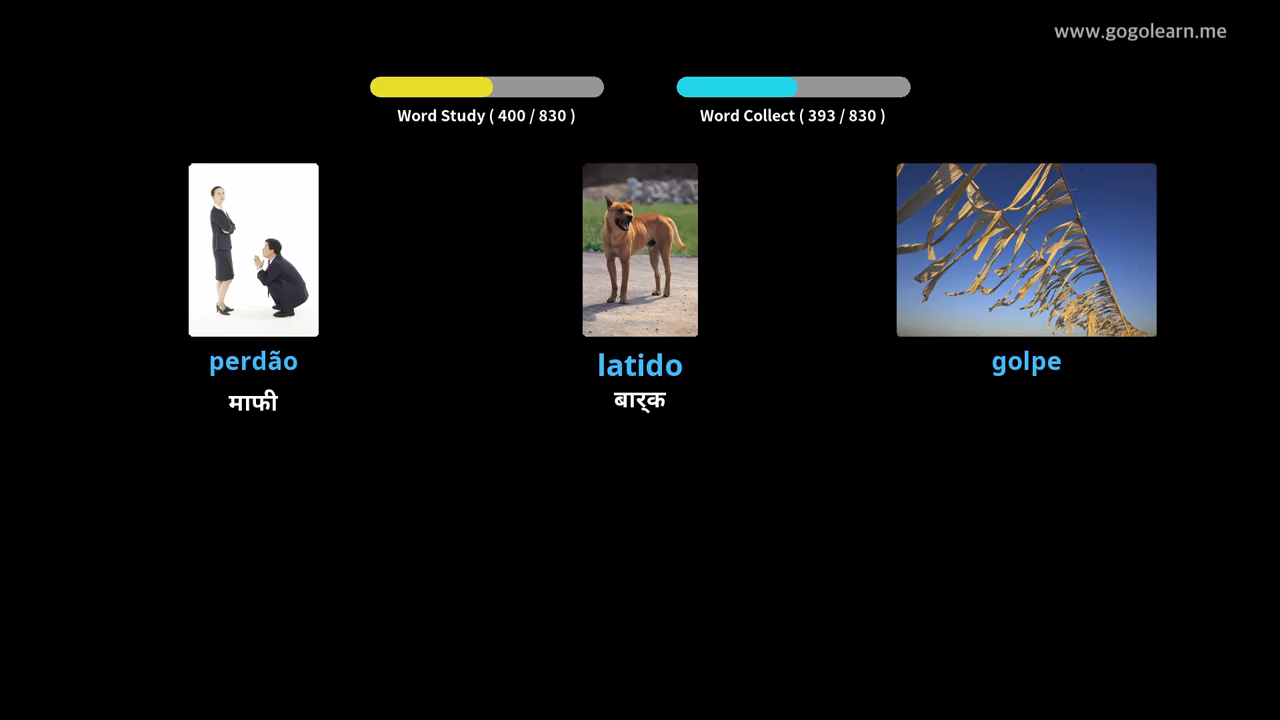 www.gogolearn.me
Word Study ( 400 / 830 )
Word Collect ( 393 / 830 )
perdão
latido
golpe
माफी
बार्‍क